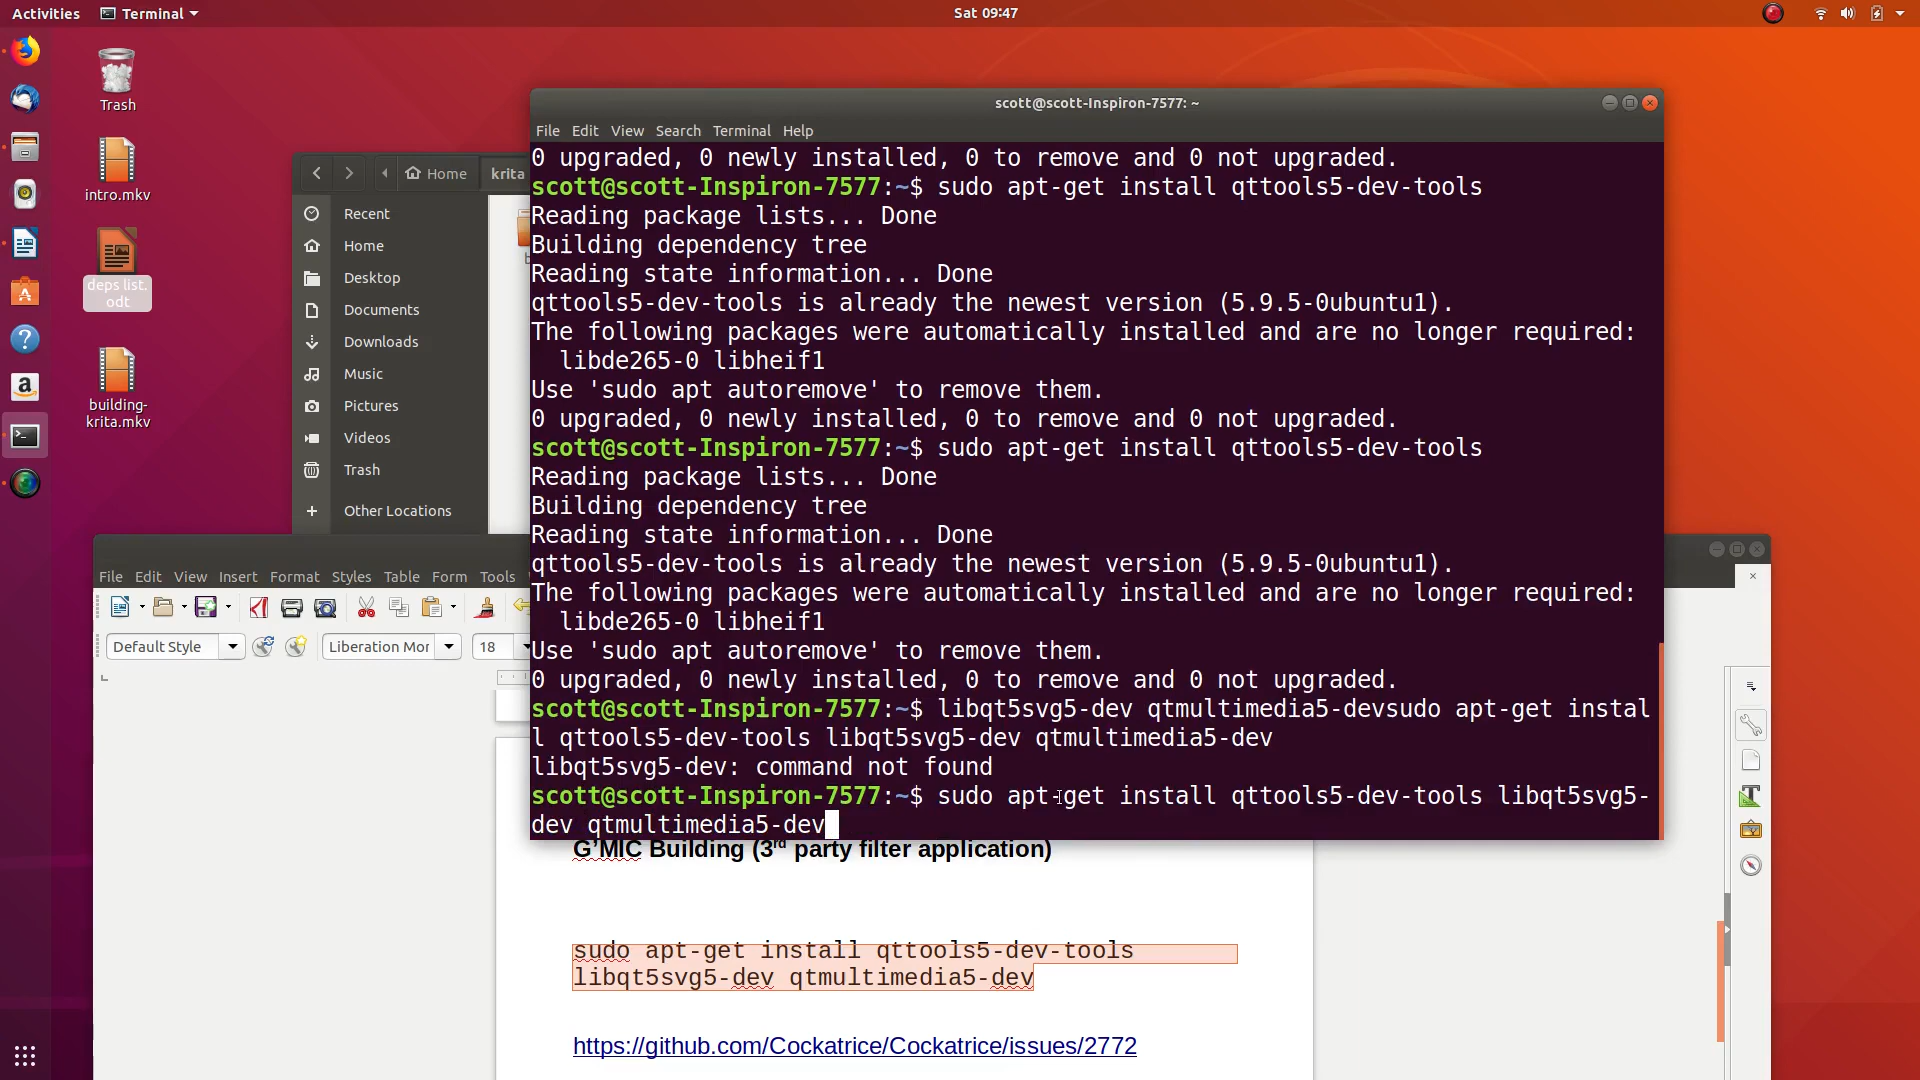 Activities
Terminal
Sat 09:47
Trash
intro.mkv
deps list.
odt
building-
krita.mkv
Home
krita
Recent
Home
Desktop
Documents
Downloads
Music
Pictures
Videos
Trash
Other Locations
scott@scott-Inspiron-7577: ~
File Edit View Search Terminal Help
0 upgraded, 0 newly installed, 0 to remove and 0 not upgraded.
scott@scott-Inspiron-7577:~$ sudo apt-get install qttools5-dev-tools
Reading package lists... Done
Building dependency tree
Reading state information... Done
qttools5-dev-tools is already the newest version (5.9.5-0ubuntu1).
The following packages were automatically installed and are no longer required:
libde265-0 libheif1
Use 'sudo apt autoremove' to remove them.
0 upgraded, 0 newly installed, 0 to remove and 0 not upgraded.
scott@scott-Inspiron-7577:~$ sudo apt-get install qttools5-dev-tools
Reading package lists... Done
Building dependency tree
Reading state information... Done
qttools5-dev-tools is already the newest version (5.9.5-0ubuntu1).
The following packages were automatically installed and are no longer required:
libde265-0 libheif1
Use 'sudo apt autoremove' to remove them.
0 upgraded, 0 newly installed, 0 to remove and 0 not upgraded.
scott@scott-Inspiron-7577:~$ libqt5svg5-dev qtmultimedia5-devsudo apt-get instal
l qttools5-dev-tools libqt5svg5-dev qtmultimedia5-dev
libqt5svg5-dev: command not found
scott@scott-Inspiron-7577:~$ sudo apt-get install qttools5-dev-tools libqt5svg5-
dev qtmultimedia5-dev
File Edit View Insert Format Styles Table Form Tools
Default Style
Liberation Mor
18
G’MIC Building (3rd party filter application)
sudo apt-get install qttools5-dev-tools
libqt5svg5-dev qtmultimedia5-dev
https://github.com/Cockatrice/Cockatrice/issues/2772